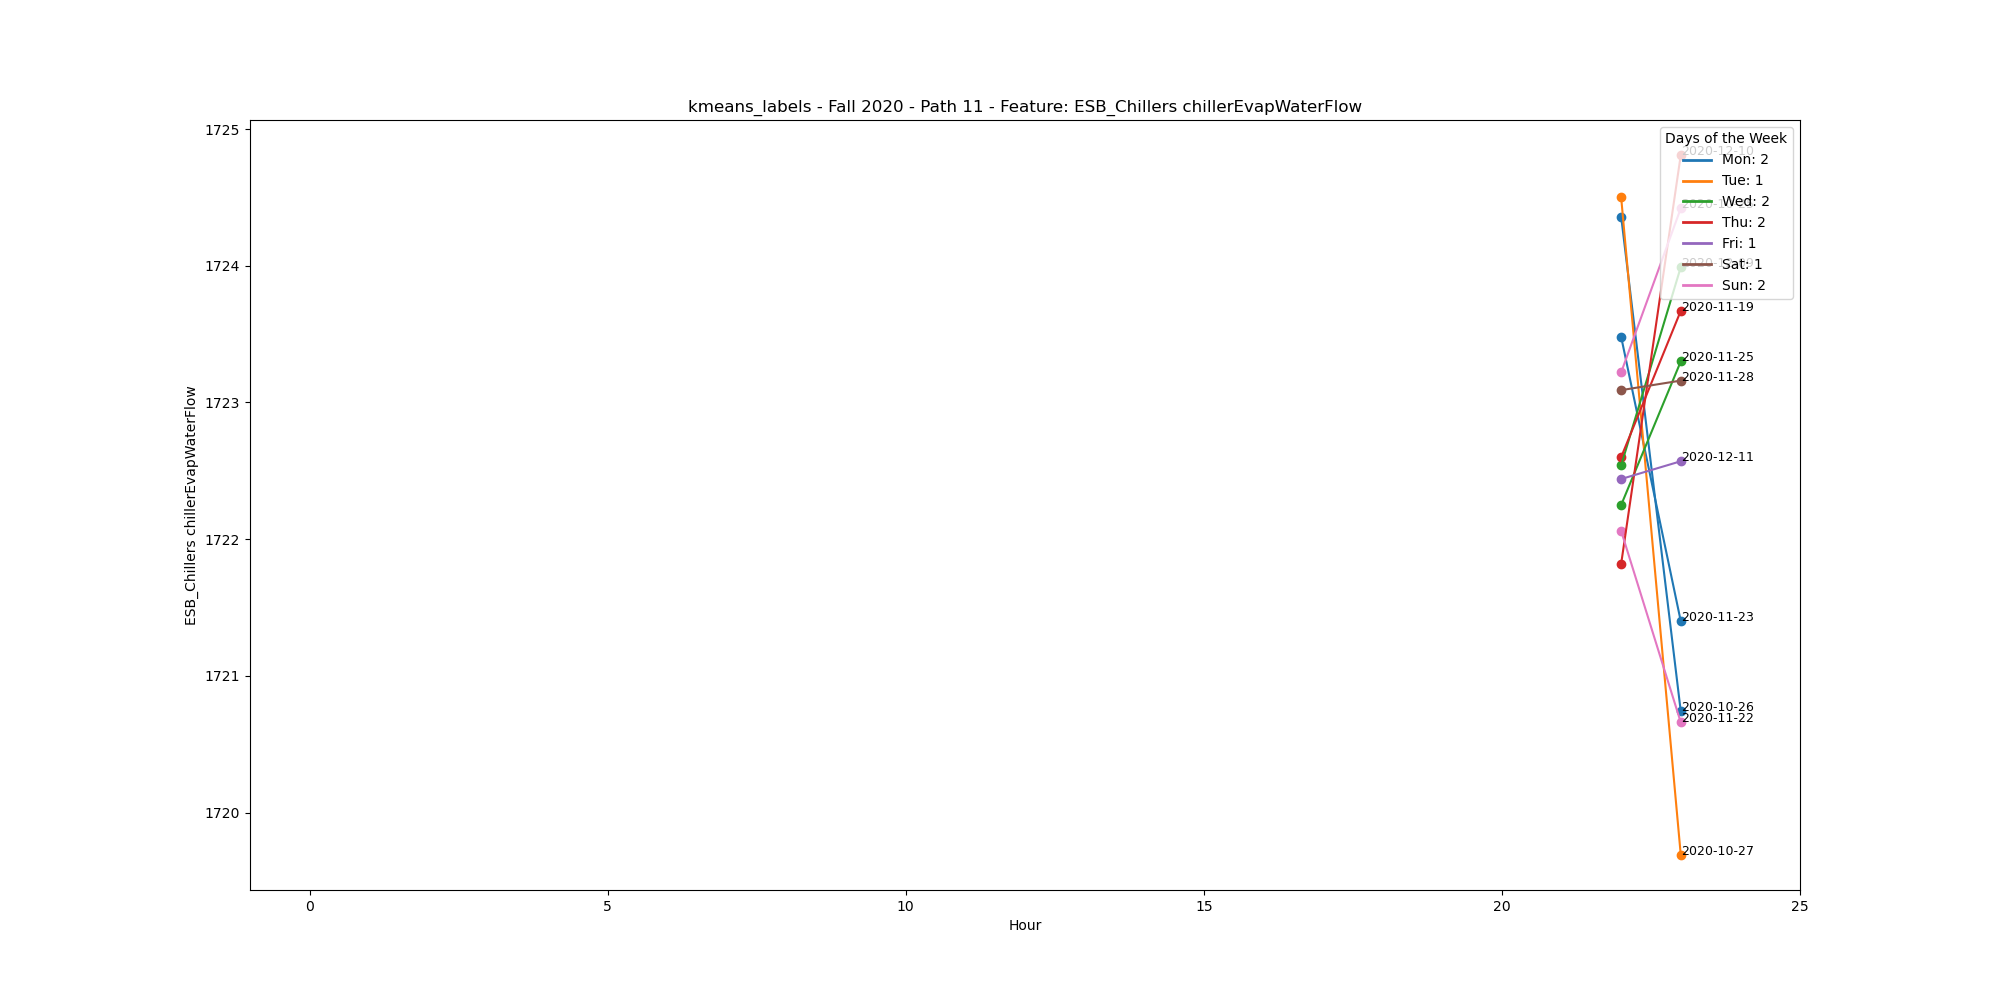 kmeans_labels - Fall 2020 - Path 11 - Feature: ESB_Chillers chillerEvapWaterFlow
1725
1724
1723
1722
1721
1720
ESB_Chillers chillerEvapWaterFlow
Days of the Week
2020-12-10
Mon: 2
Tue: 1
Wed: 2
Thu: 2
Fri: 1
Sat: 1
Sun: 2
2020-11-19
2020-11-25
2020-11-28
2020-12-11
2020-11-23
2020-10-26
2020-11-22
2020-10-27
0
5
10
15
20
25
Hour